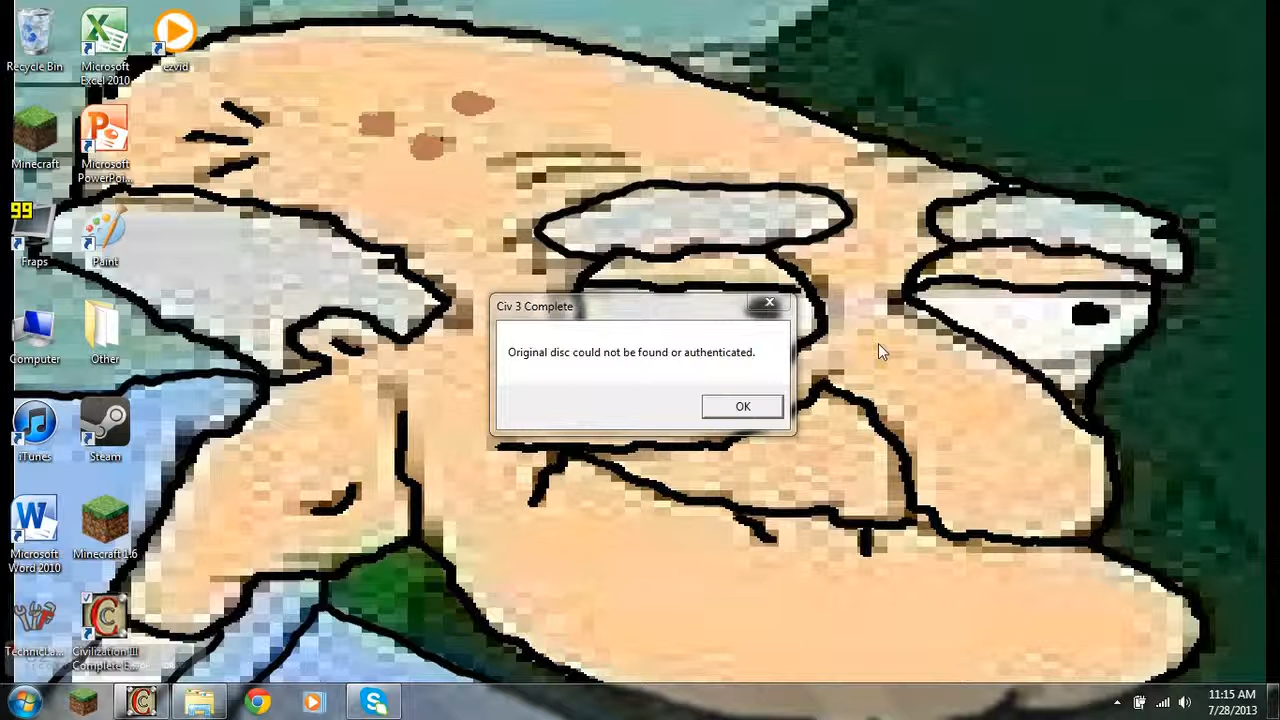 Recycle Bin
Microsoft
Excel 2010
ezvid
Minecraft
Microsoft
PowerPoi...
99
Fraps
Paint
Computer
Other
iTunes
Steam
Microsoft
Word 2010
Minecraft 1.6
Civilization III
Complete E...
Civ 3 Complete
Original disc could not be found or authenticated.
OK
11:15 AM
7/28/2013